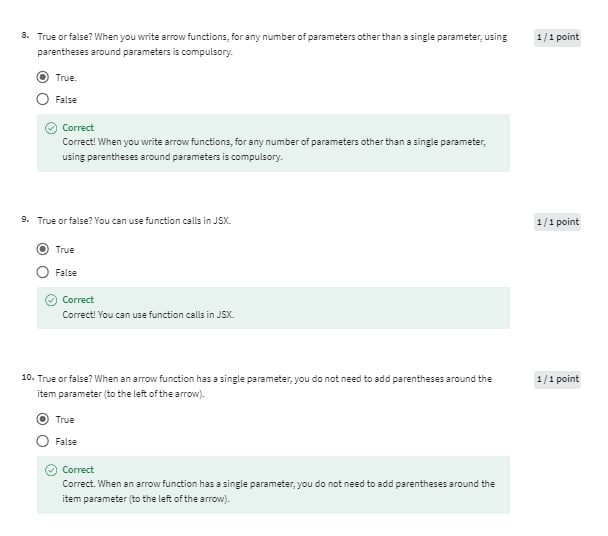 8. True or false? When you write arrow functions, for any number of parameters other than a single parameter, using 1 / 1 point
parentheses around parameters is compulsory.
True.
False
Correct
Correct! When you write arrow functions, for any number of parameters other than a single parameter,
using parentheses around parameters is compulsory.
9. True or false? You can use function calls in JSX. 1 / 1 point
True
False
Correct
Correct! You can use function calls in JSX.
10. True or false? When an arrow function has a single parameter, you do not need to add parentheses around the 1 / 1 point
item parameter (to the left of the arrow).
True
False
Correct
Correct. When an arrow function has a single parameter, you do not need to add parentheses around the
item parameter (to the left of the arrow).